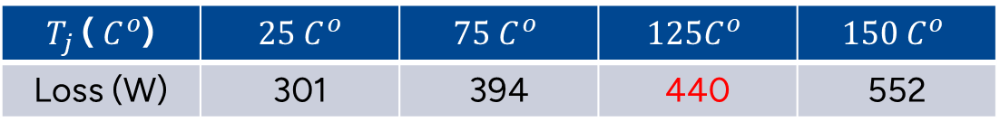 Tj ( Cº) 25 Cº 75 Cº 125Cº 150 Cº
Loss (W) 301 394 440 552